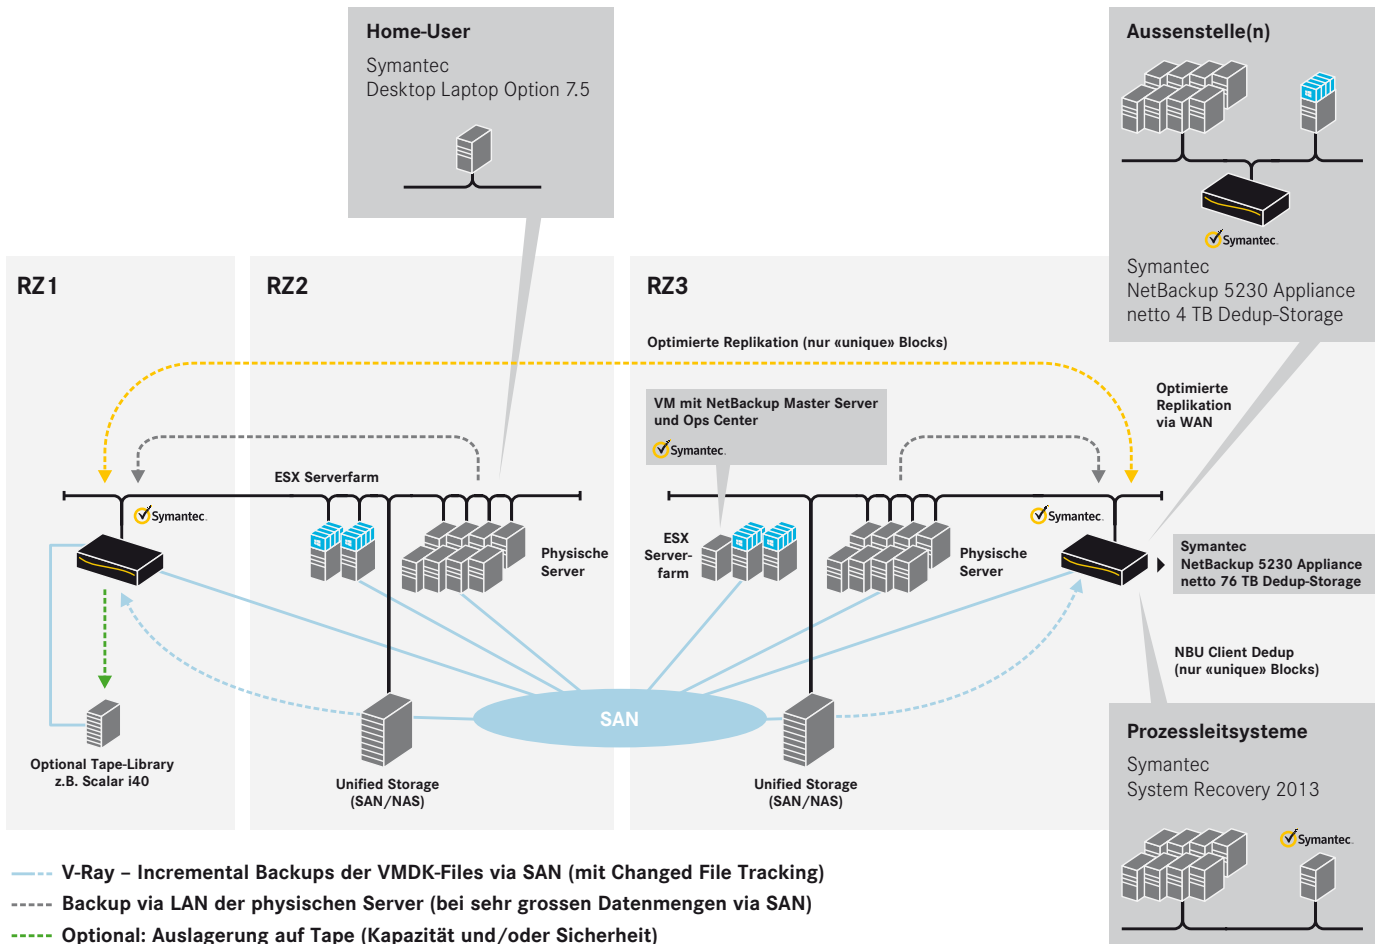 Home-User
Symantec
Desktop Laptop Option 7.5
Aussenstelle(n)
Symantec.
Symantec
NetBackup 5230 Appliance
netto 4 TB Dedup-Storage
RZ1
RZ2
RZ3
Optimierte Replikation (nur «unique» Blocks)
Optimierte
Replikation
via WAN
VM mit NetBackup Master Server
und Ops Center
Symantec.
ESX Serverfarm
Symantec.
Symantec.
Physische
Server
ESX
Server-
farm
Physische
Server
Symantec
NetBackup 5230 Appliance
netto 76 TB Dedup-Storage
NBU Client Dedup
(nur «unique» Blocks)
SAN
Optional Tape-Library
z.B. Scalar i40
Unified Storage
(SAN/NAS)
Unified Storage
(SAN/NAS)
Prozessleitsysteme
Symantec
System Recovery 2013
Symantec.
V-Ray – Incremental Backups der VMDK-Files via SAN (mit Changed File Tracking)
Backup via LAN der physischen Server (bei sehr grossen Datenmengen via SAN)
Optional: Auslagerung auf Tape (Kapazität und/oder Sicherheit)